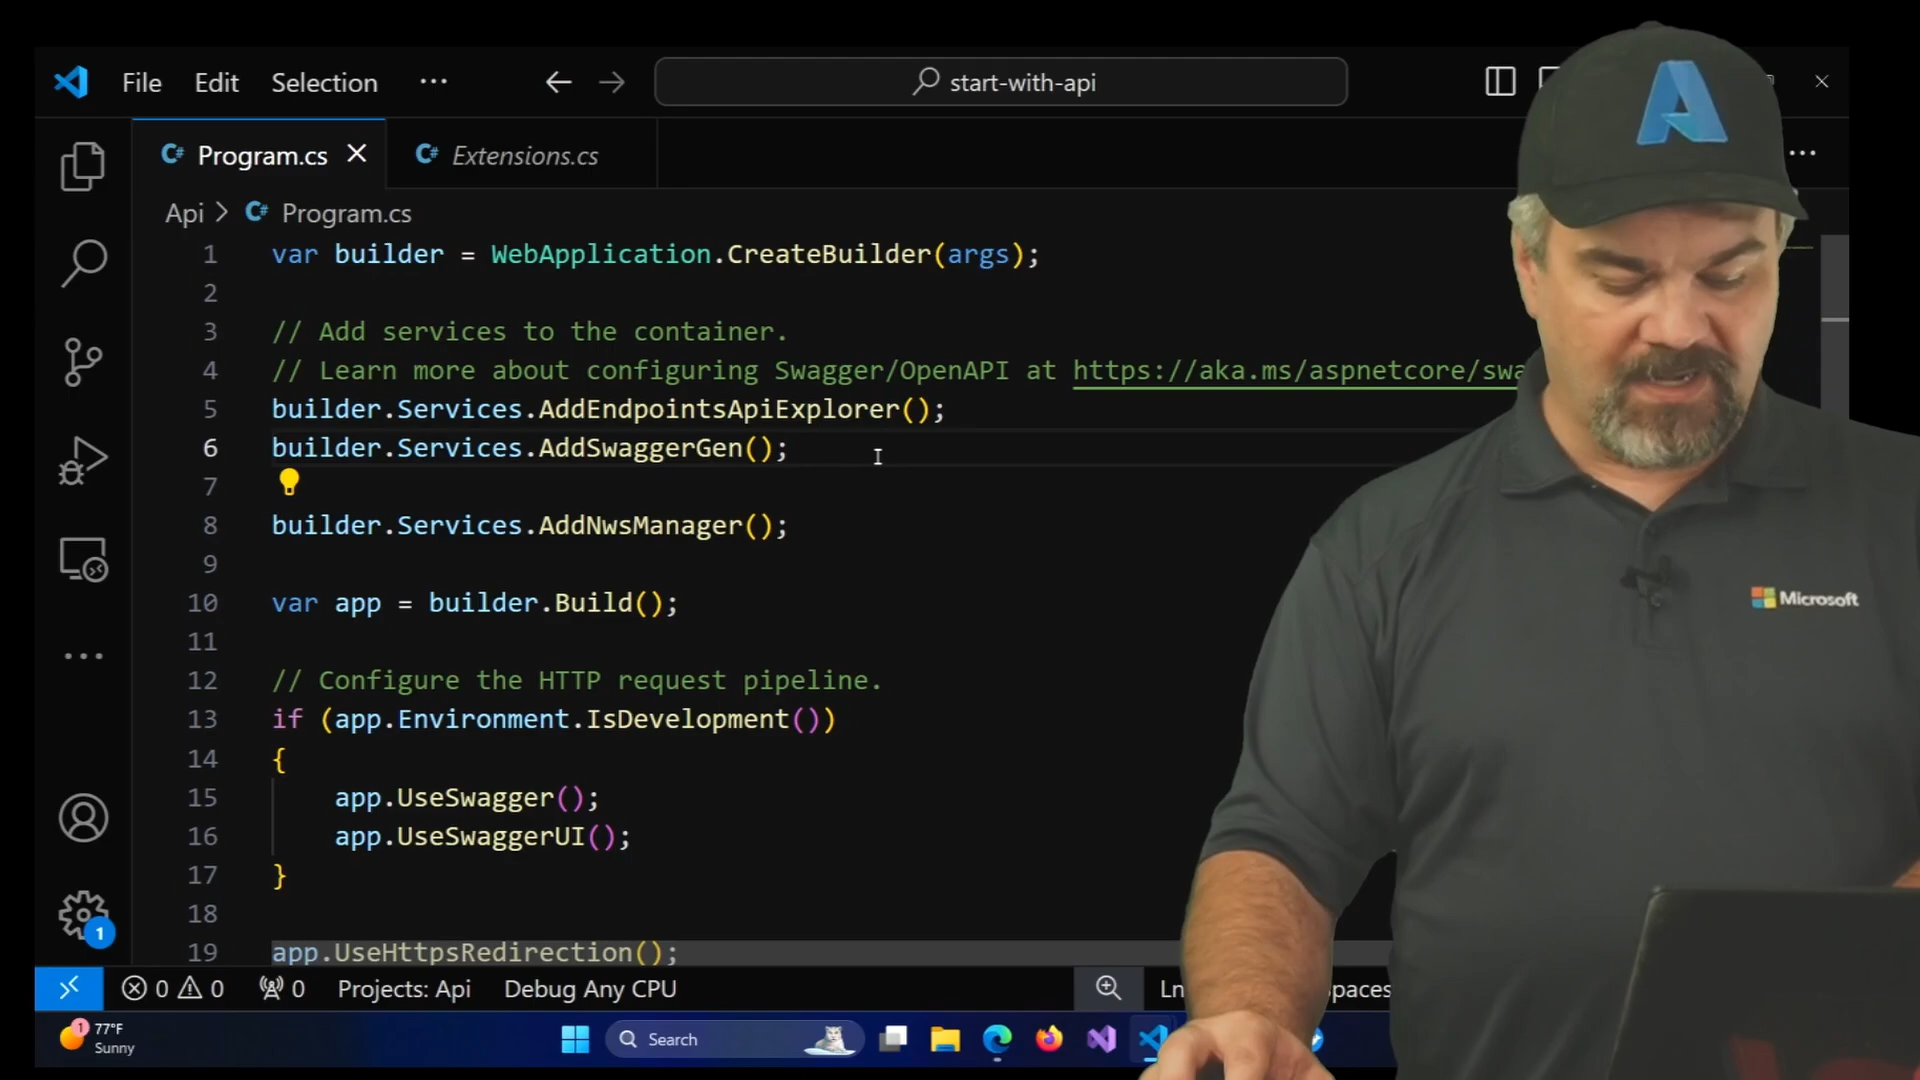 File Edit Selection ··· start-with-api
Program.cs Extensions.cs
Api > Program.cs
1 var builder = WebApplication.CreateBuilder(args);
2
3 // Add services to the container.
4 // Learn more about configuring Swagger/OpenAPI at https://aka.ms/aspnetcore/swa
5 builder.Services.AddEndpointsApiExplorer();
6 builder.Services.AddSwaggerGen();
7
8 builder.Services.AddNwsManager();
9
10 var app = builder.Build();
11
12 // Configure the HTTP request pipeline.
13 if (app.Environment.IsDevelopment())
14 {
15 app.UseSwagger();
16 app.UseSwaggerUI();
17 }
18
19 app.UseHttpsRedirection();
1
0 0 0 Projects: Api Debug Any CPU Ln paces
1 77°F
Sunny
Search
Microsoft